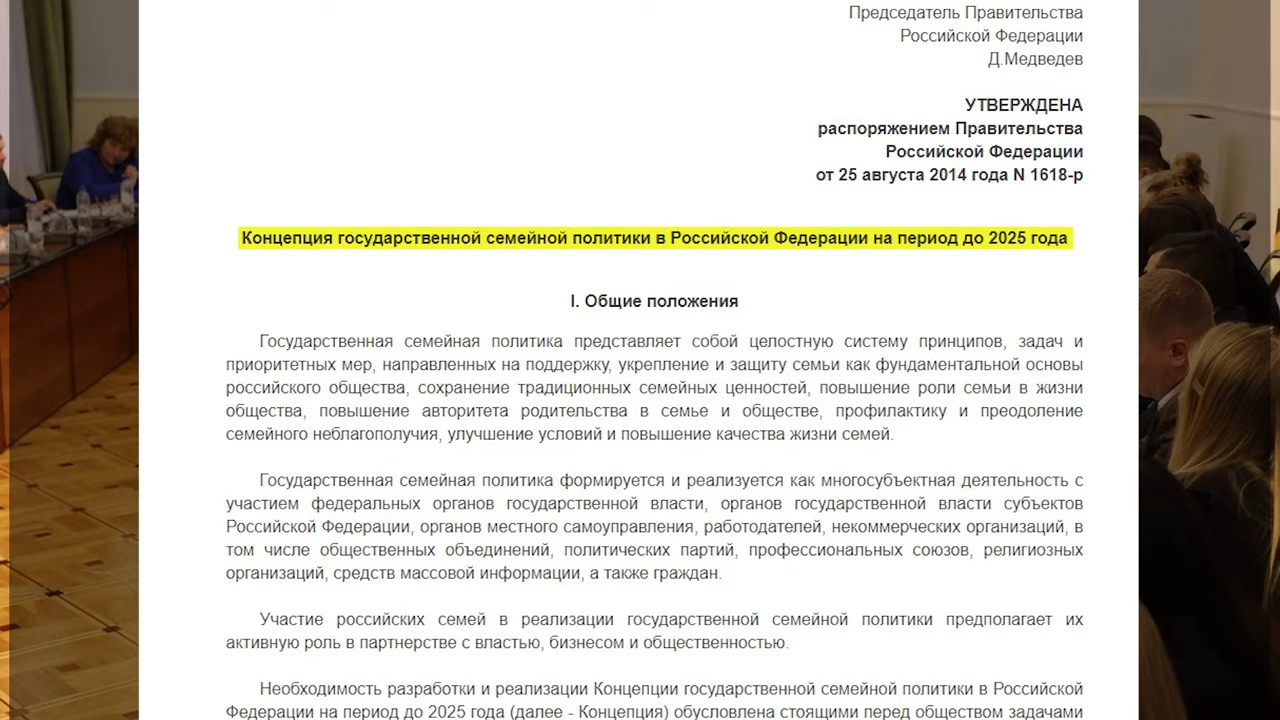 Председатель Правительства
Российской Федерации
Д.Медведев
УТВЕРЖДЕНА
распоряжением Правительства
Российской Федерации
от 25 августа 2014 года N 1618-р
Концепция государственной семейной политики в Российской Федерации на период до 2025 года
I. Общие положения
Государственная семейная политика представляет собой целостную систему принципов, задач и
приоритетных мер, направленных на поддержку, укрепление и защиту семьи как фундаментальной основы
российского общества, сохранение традиционных семейных ценностей, повышение роли семьи в жизни
общества, повышение авторитета родительства в семье и обществе, профилактику и преодоление
семейного неблагополучия, улучшение условий и повышение качества жизни семей.
Государственная семейная политика формируется и реализуется как многосубъектная деятельность с
участием федеральных органов государственной власти, органов государственной власти субъектов
Российской Федерации, органов местного самоуправления, работодателей, некоммерческих организаций, в
том числе общественных объединений, политических партий, профессиональных союзов, религиозных
организаций, средств массовой информации, а также граждан.
Участие российских семей в реализации государственной семейной политики предполагает их
активную роль в партнерстве с властью, бизнесом и общественностью.
Необходимость разработки и реализации Концепции государственной семейной политики в Российской
Федерации на период до 2025 года (далее - Концепция) обусловлена стоящими перед обществом задачами